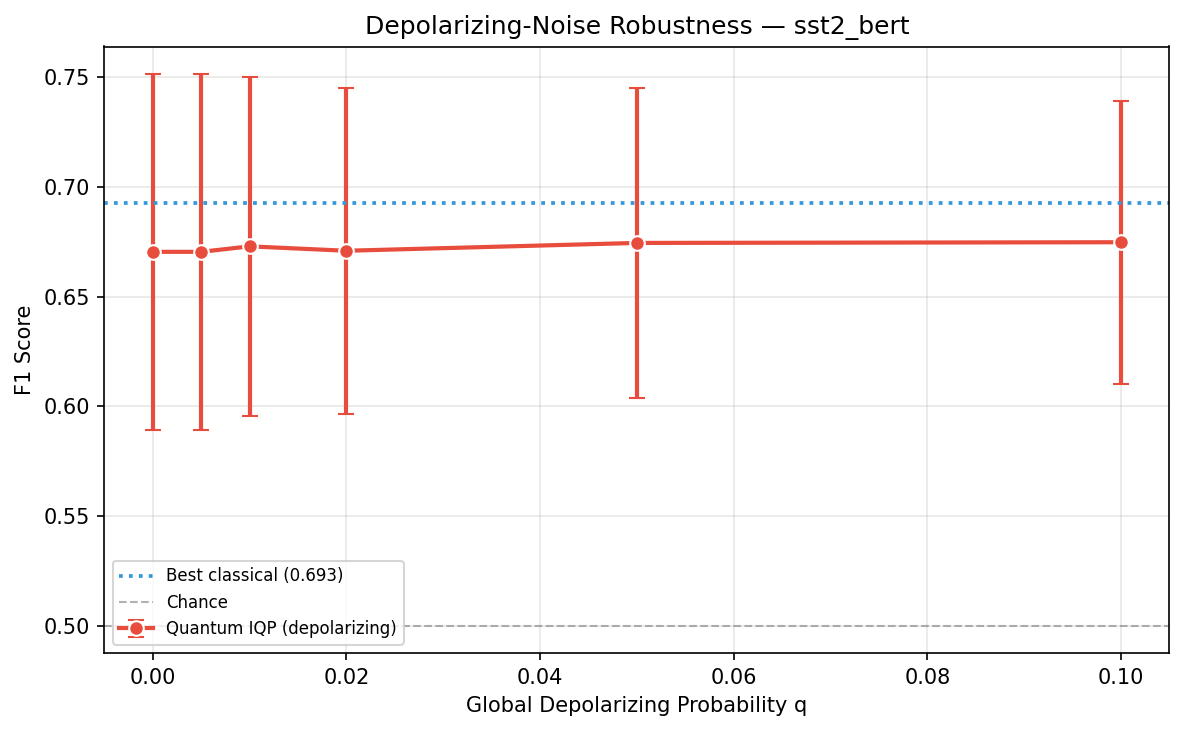 Depolarizing-Noise Robustness — sst2_bert
F1 Score
0.75
0.70
0.65
0.60
0.55
0.50
Best classical (0.693)
Chance
Quantum IQP (depolarizing)
0.00 0.02 0.04 0.06 0.08 0.10
Global Depolarizing Probability q